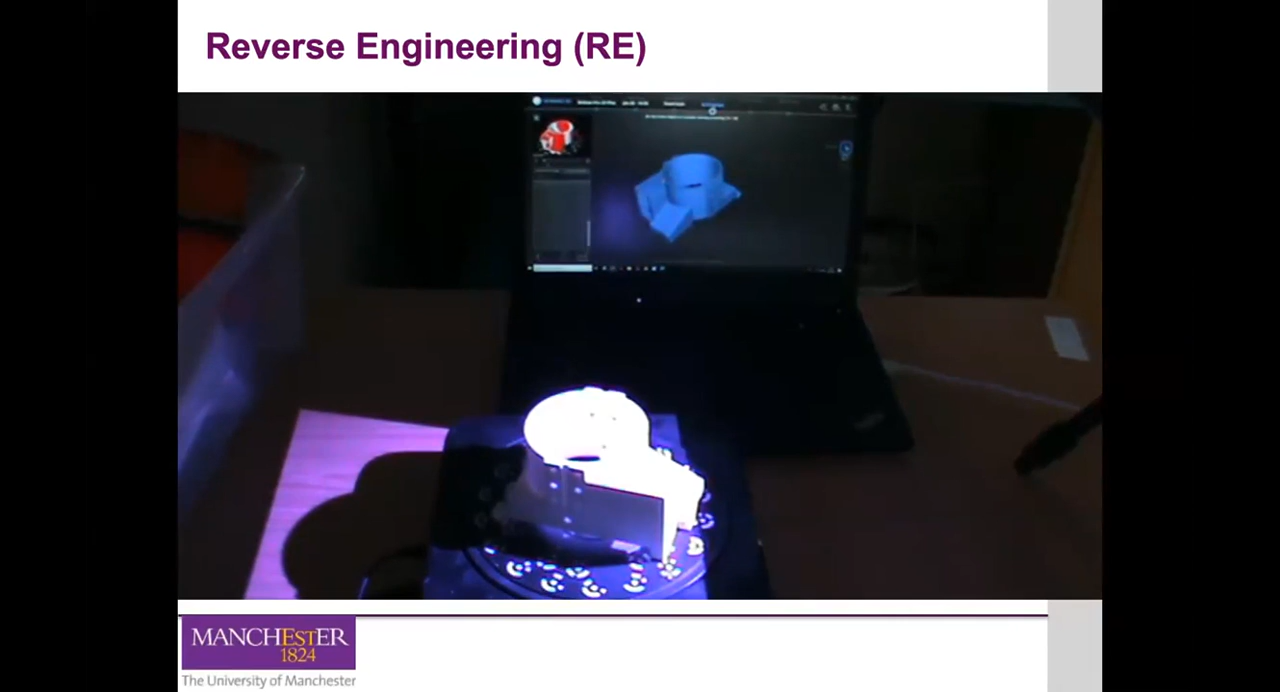 Reverse Engineering (RE)
MANCHESTER
1824
The University of Manchester